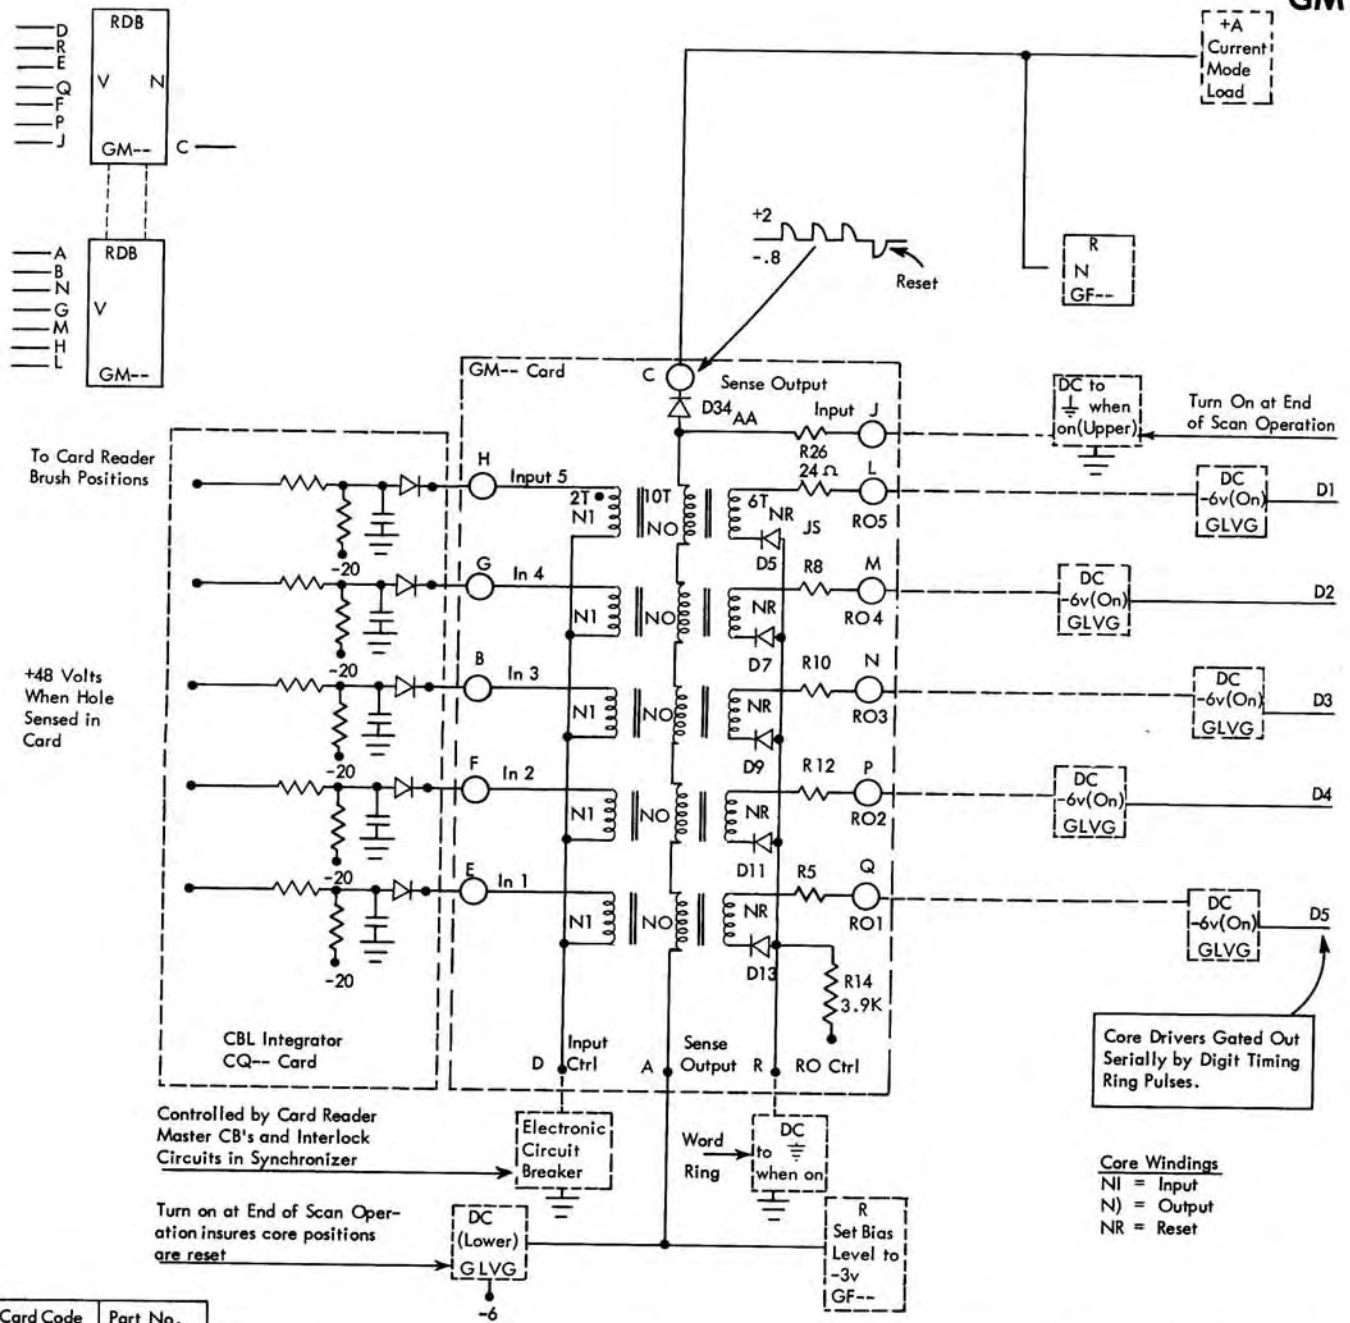 GM
D
R
E
Q
F
P
J
RDB
V N
GM--
C
A
B
N
G
M
H
L
RDB
V
GM--
+A
Current
Mode
Load
R
N
GF--
+2
-.8
Reset
GM-- Card
C
Sense Output
D34
AA
Input J
R26
24 Ω
DC to
when
on(Upper)
Turn On at End
of Scan Operation
To Card Reader
Brush Positions
H
Input 5
2T
N1
10T
NO
6T
NR
JS
D5
L
RO5
DC
-6v(On)
GLVG
D1
-20
G
In 4
N1
NO
NR
D7
R8
M
RO4
DC
-6v(On)
GLVG
D2
-20
+48 Volts
When Hole
Sensed in
Card
B
In 3
N1
NO
NR
D9
R10
N
RO3
DC
-6v(On)
GLVG
D3
-20
F
In 2
N1
NO
NR
D11
R12
P
RO2
DC
-6v(On)
GLVG
D4
-20
E
In 1
N1
NO
NR
D13
R5
Q
RO1
DC
-6v(On)
GLVG
D5
-20
R14
3.9K
CBL Integrator
CQ-- Card
D
Input
Ctrl
A
Sense
Output
R
RO Ctrl
Core Drivers Gated Out
Serially by Digit Timing
Ring Pulses.
Controlled by Card Reader
Master CB's and Interlock
Circuits in Synchronizer
Electronic
Circuit
Breaker
Word
Ring
DC
to
when on
Core Windings
NI = Input
N) = Output
NR = Reset
Turn on at End of Scan Oper-
ation insures core positions
are reset
DC
(Lower)
GLVG
-6
R
Set Bias
Level to
-3v
GF--
Card Code Part No.